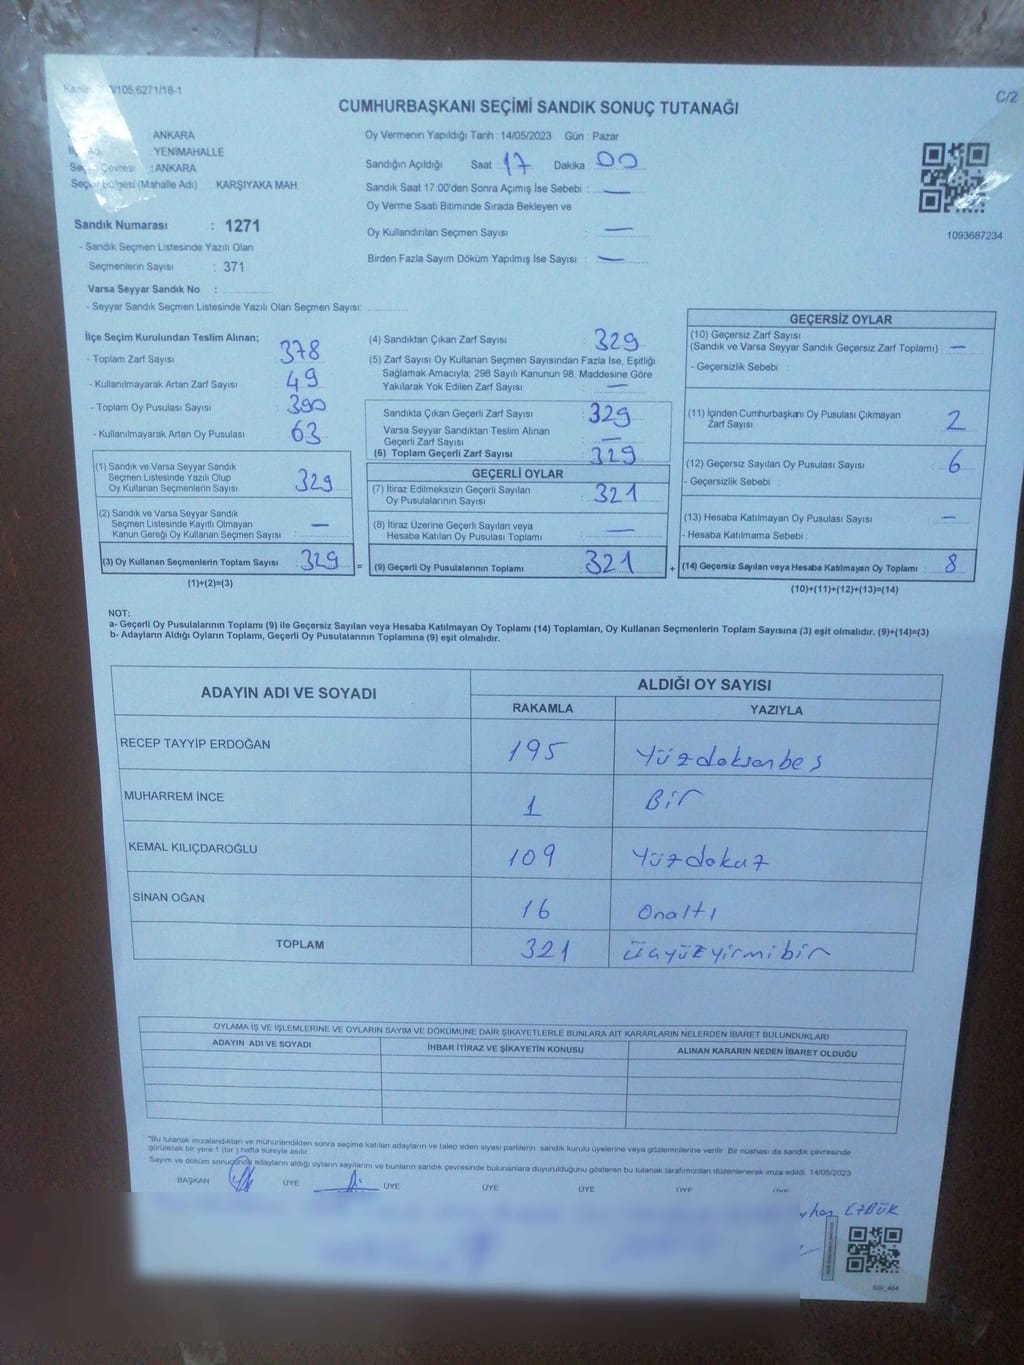 /105.6271/18-1
C/2
CUMHURBAŞKANI SEÇİMİ SANDIK SONUÇ TUTANAĞI
ANKARA
YENİMAHALLE
Çevresi : ANKARA
Bölgesi (Mahalle Adı) KARŞIYAKA MAH.
Sandık Numarası : 1271
- Sandık Seçmen Listesinde Yazılı Olan
Seçmenlerin Sayısı : 371
Varsa Seyyar Sandık No :
- Seyyar Sandık Seçmen Listesinde Yazılı Olan Seçmen Sayısı:
Oy Vermenin Yapıldığı Tarih : 14/05/2023 Gün : Pazar
Sandığın Açıldığı Saat 17 Dakika 00
Sandık Saat 17.00'den Sonra Açılmış İse Sebebi : —
Oy Verme Saati Bitiminde Sırada Bekleyen ve
Oy Kullandırılan Seçmen Sayısı —
Birden Fazla Sayım Döküm Yapılmış İse Sayısı : —
1093687234
İlçe Seçim Kurulundan Teslim Alınan;
- Toplam Zarf Sayısı 378
- Kullanılmayarak Artan Zarf Sayısı 49
- Toplam Oy Pusulası Sayısı 390
- Kullanılmayarak Artan Oy Pusulası 63
(1) Sandık ve Varsa Seyyar Sandık
Seçmen Listesinde Yazılı Olup
Oy Kullanan Seçmenlerin Sayısı 329
(2) Sandık ve Varsa Seyyar Sandık
Seçmen Listesinde Kayıtlı Olmayan
Kanun Gereği Oy Kullanan Seçmen Sayısı —
(3) Oy Kullanan Seçmenlerin Toplam Sayısı 329 =
(1)+(2)=(3)
(4) Sandıktan Çıkan Zarf Sayısı 329
(5) Zarf Sayısı Oy Kullanan Seçmen Sayısından Fazla İse, Eşitliği
Sağlamak Amacıyla; 298 Sayılı Kanunun 98. Maddesine Göre
Yakılarak Yok Edilen Zarf Sayısı —
Sandıkta Çıkan Geçerli Zarf Sayısı 329
Varsa Seyyar Sandıktan Teslim Alınan
Geçerli Zarf Sayısı —
(6) Toplam Geçerli Zarf Sayısı 329
GEÇERLİ OYLAR
(7) İtiraz Edilmeksizin Geçerli Sayılan
Oy Pusulalarının Sayısı 321
(8) İtiraz Üzerine Geçerli Sayılan veya
Hesaba Katılan Oy Pusulası Toplamı —
(9) Geçerli Oy Pusulalarının Toplamı 321 +
GEÇERSİZ OYLAR
(10) Geçersiz Zarf Sayısı
(Sandık ve Varsa Seyyar Sandık Geçersiz Zarf Toplamı) —
- Geçersizlik Sebebi :
(11) İçinden Cumhurbaşkanı Oy Pusulası Çıkmayan
Zarf Sayısı 2
(12) Geçersiz Sayılan Oy Pusulası Sayısı 6
- Geçersizlik Sebebi :
(13) Hesaba Katılmayan Oy Pusulası Sayısı —
- Hesaba Katılmama Sebebi :
(14) Geçersiz Sayılan veya Hesaba Katılmayan Oy Toplamı : 8
(10)+(11)+(12)+(13)=(14)
NOT:
a- Geçerli Oy Pusulalarının Toplamı (9) ile Geçersiz Sayılan veya Hesaba Katılmayan Oy Toplamı (14) Toplamları, Oy Kullanan Seçmenlerin Toplam Sayısına (3) eşit olmalıdır. (9)+(14)=(3)
b- Adayların Aldığı Oyların Toplamı, Geçerli Oy Pusulalarının Toplamına (9) eşit olmalıdır.
ADAYIN ADI VE SOYADI
ALDIĞI OY SAYISI
RAKAMLA YAZIYLA
RECEP TAYYİP ERDOĞAN 195 Yüzdoksanbeş
MUHARREM İNCE 1 Bir
KEMAL KILIÇDAROĞLU 109 Yüzdokuz
SİNAN OĞAN 16 Onaltı
TOPLAM 321 Üçyüzyirmibir
OYLAMA İŞ VE İŞLEMLERİNE VE OYLARIN SAYIM VE DÖKÜMÜNE DAİR ŞİKAYETLERLE BUNLARA AİT KARARLARIN NELERDEN İBARET BULUNDUKLARI
ADAYIN ADI VE SOYADI İHBAR İTİRAZ VE ŞİKAYETİN KONUSU ALINAN KARARIN NEDEN İBARET OLDUĞU
"Bu tutanak imzalandıktan ve mühürlendikten sonra seçime katılan adayların ve talep eden siyasi partilerin sandık kurulu üyelerine veya gözlemcilerine verilir. Bir nüshası da sandık çevresinde
görülecek bir yere 1 (bir) hafta süreyle asılır.
Sayım ve döküm sonucunda adayların aldığı oyların sayılarını ve bunların sandık çevresinde bulunanlara duyurulduğunu gösteren bu tutanak tarafımızdan düzenlenerek imza edildi. 14/05/2023
BAŞKAN ÜYE ÜYE ÜYE ÜYE ÜYE ÜYE